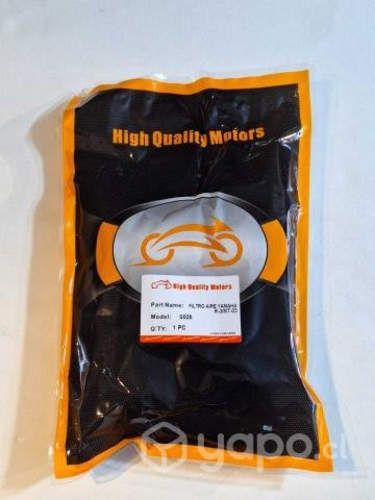 High Quality Motors
High Quality Motors
Part Name: FILTRO AIRE YAMAHA
Model:
Q'TY: 1 PC
yapo.cl